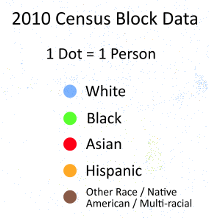 2010 Census Block Data
1 Dot = 1 Person
White
Black
Asian
Hispanic
Other Race / Native
American / Multi-racial